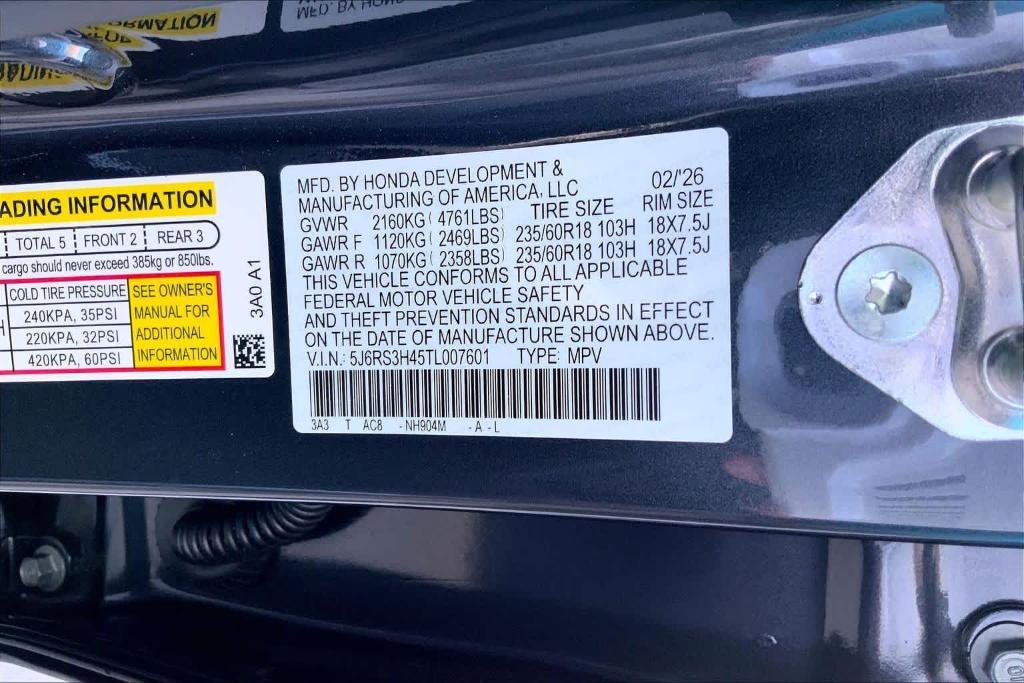 ADING INFORMATION
TOTAL 5 FRONT 2 REAR 3
cargo should never exceed 385kg or 850lbs.
COLD TIRE PRESSURE
240KPA, 35PSI
220KPA, 32PSI
420KPA, 60PSI
SEE OWNER'S
MANUAL FOR
ADDITIONAL
INFORMATION
3A0 A1
MFD. BY HONDA DEVELOPMENT &
MANUFACTURING OF AMERICA, LLC 02/'26
GVWR 2160KG ( 4761LBS) TIRE SIZE RIM SIZE
GAWR F 1120KG ( 2469LBS) 235/60R18 103H 18X7.5J
GAWR R 1070KG ( 2358LBS) 235/60R18 103H 18X7.5J
THIS VEHICLE CONFORMS TO ALL APPLICABLE
FEDERAL MOTOR VEHICLE SAFETY
AND THEFT PREVENTION STANDARDS IN EFFECT
ON THE DATE OF MANUFACTURE SHOWN ABOVE.
V.I.N.: 5J6RS3H45TL007601 TYPE: MPV
3A3 T AC8 -NH904M -A-L